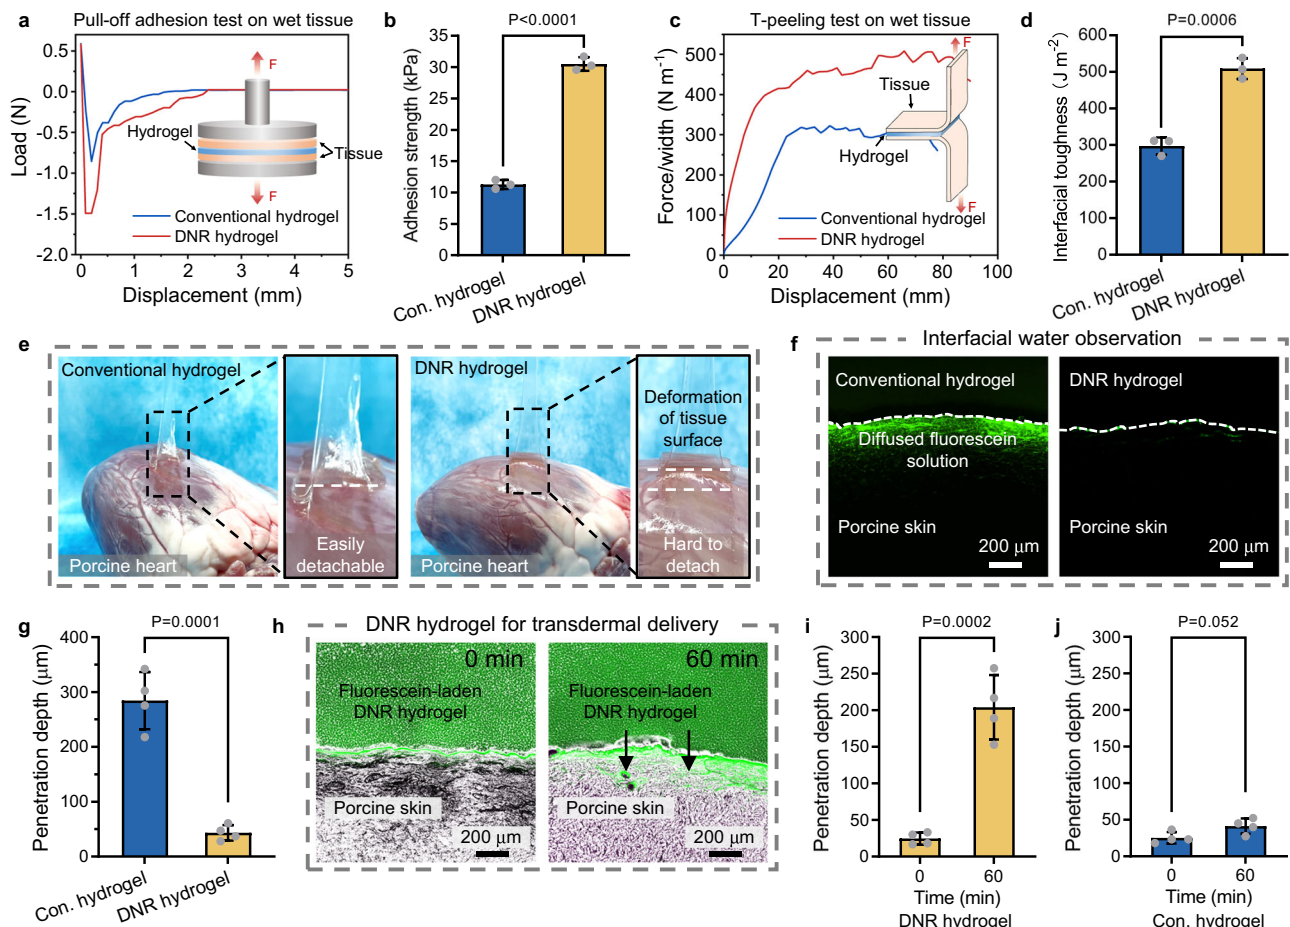 a
Pull-off adhesion test on wet tissue
Load (N)
0.5
0.0
-0.5
-1.0
-1.5
-2.0
F
Hydrogel
Tissue
F
Conventional hydrogel
DNR hydrogel
0 1 2 3 4 5
Displacement (mm)
b
P<0.0001
Adhesion strength (kPa)
35
30
25
20
15
10
5
0
Con. hydrogel
DNR hydrogel
c
T-peeling test on wet tissue
Force/width (N m⁻¹)
500
400
300
200
100
0
F
Tissue
Hydrogel
F
Conventional hydrogel
DNR hydrogel
0 20 40 60 80 100
Displacement (mm)
d
P=0.0006
Interfacial toughness (J m⁻²)
600
500
400
300
600
100
0
Con. hydrogel
DNR hydrogel
e
Conventional hydrogel
Porcine heart
Easily
detachable
DNR hydrogel
Porcine heart
Deformation
of tissue
surface
Hard to
detach
f
Interfacial water observation
Conventional hydrogel
Diffused fluorescein
solution
Porcine skin
200 μm
DNR hydrogel
Porcine skin
200 μm
g
P=0.0001
Penetration depth (μm)
400
300
200
100
0
Con. hydrogel
DNR hydrogel
h
DNR hydrogel for transdermal delivery
0 min
Fluorescein-laden
DNR hydrogel
Porcine skin
200 μm
60 min
Fluorescein-laden
DNR hydrogel
Porcine skin
200 μm
i
P=0.0002
Penetration depth (μm)
300
250
200
150
100
50
0
0 60
Time (min)
DNR hydrogel
j
P=0.052
Penetration depth (μm)
300
250
200
150
100
50
0
0 60
Time (min)
Con. hydrogel